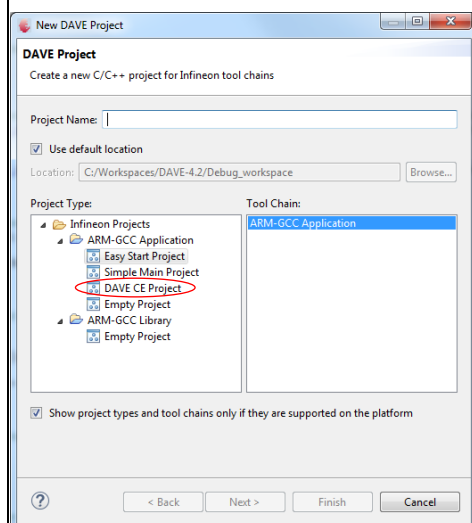 New DAVE Project
DAVE Project
Create a new C/C++ project for Infineon tool chains
Project Name:
Use default location
Location: C:/Workspaces/DAVE-4.2/Debug_workspace Browse...
Project Type: Tool Chain:
Infineon Projects ARM-GCC Application
ARM-GCC Application
Easy Start Project
Simple Main Project
DAVE CE Project
Empty Project
ARM-GCC Library
Empty Project
Show project types and tool chains only if they are supported on the platform
? < Back Next > Finish Cancel